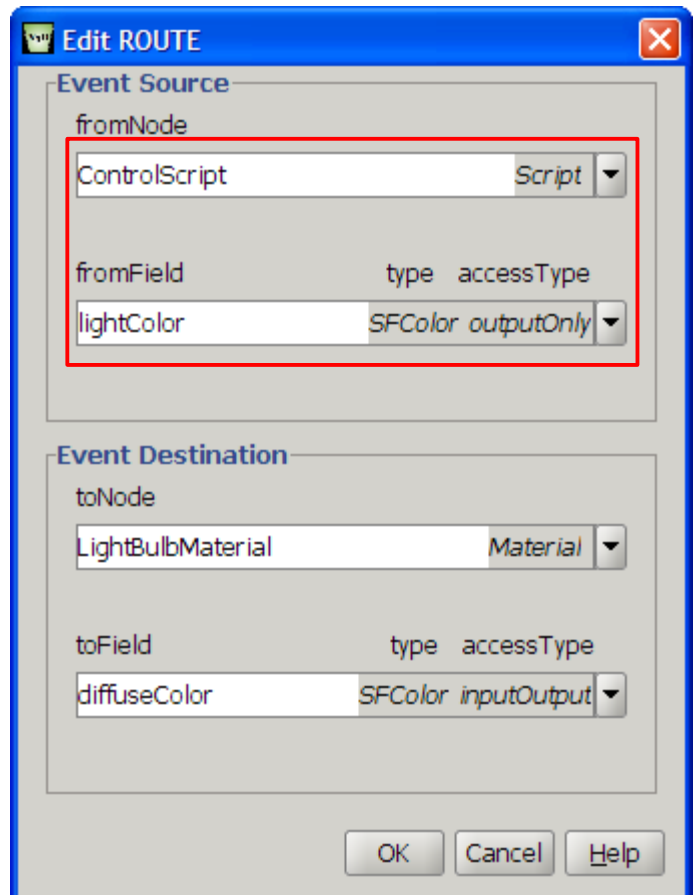 Edit ROUTE
Event Source
fromNode
ControlScript Script
fromField type accessType
lightColor SFColor outputOnly
Event Destination
toNode
LightBulbMaterial Material
toField type accessType
diffuseColor SFColor inputOutput
OK Cancel Help